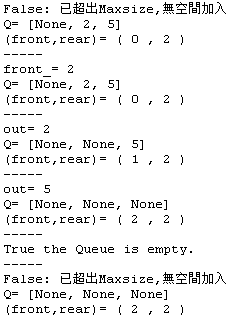 False: 已超出Maxsize,無空間加入
Q= [None, 2, 5]
(front,rear)= ( 0 , 2 )
-----
front_= 2
Q= [None, 2, 5]
(front,rear)= ( 0 , 2 )
-----
out= 2
Q= [None, None, 5]
(front,rear)= ( 1 , 2 )
-----
out= 5
Q= [None, None, None]
(front,rear)= ( 2 , 2 )
-----
True the Queue is empty.
-----
False: 已超出Maxsize,無空間加入
Q= [None, None, None]
(front,rear)= ( 2 , 2 )